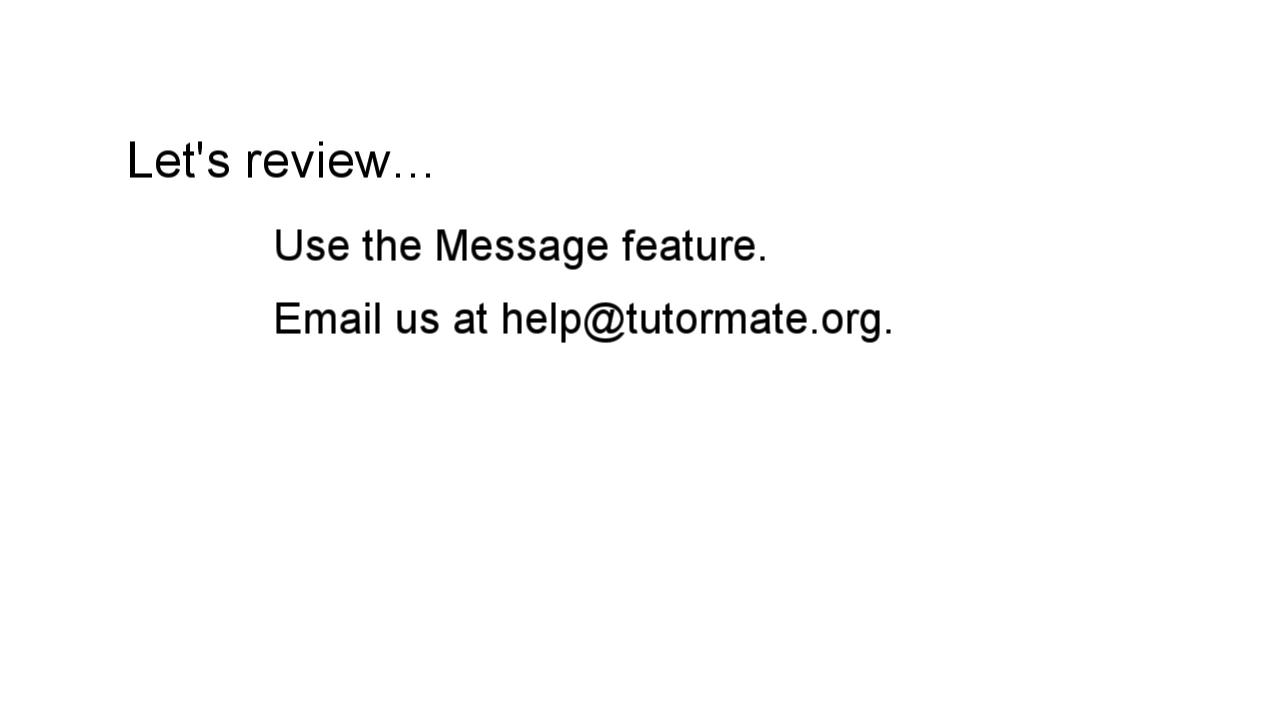 Let's review...
Use the Message feature.
Email us at help@tutormate.org.